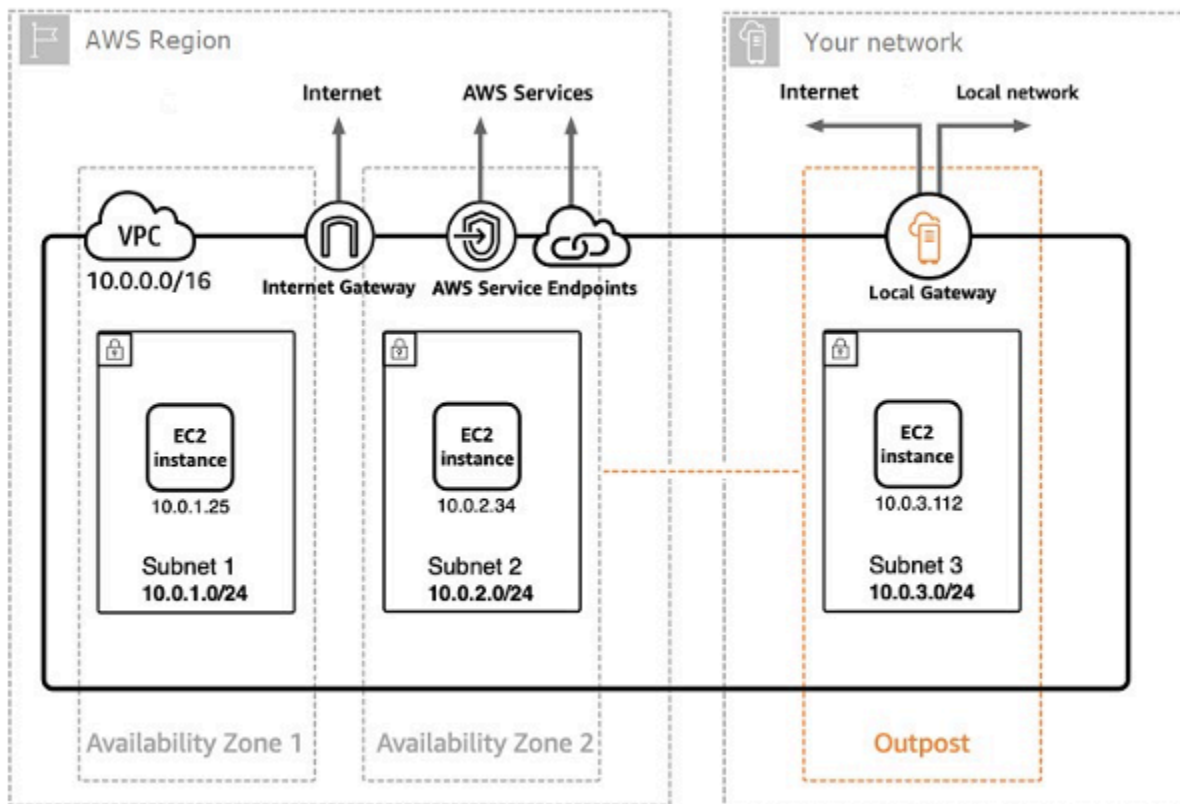 AWS Region
Your network
Internet
AWS Services
Internet
Local network
VPC
10.0.0.0/16
Internet Gateway
AWS Service Endpoints
Local Gateway
EC2
instance
10.0.1.25
Subnet 1
10.0.1.0/24
EC2
instance
10.0.2.34
Subnet 2
10.0.2.0/24
EC2
instance
10.0.3.112
Subnet 3
10.0.3.0/24
Availability Zone 1
Availability Zone 2
Outpost